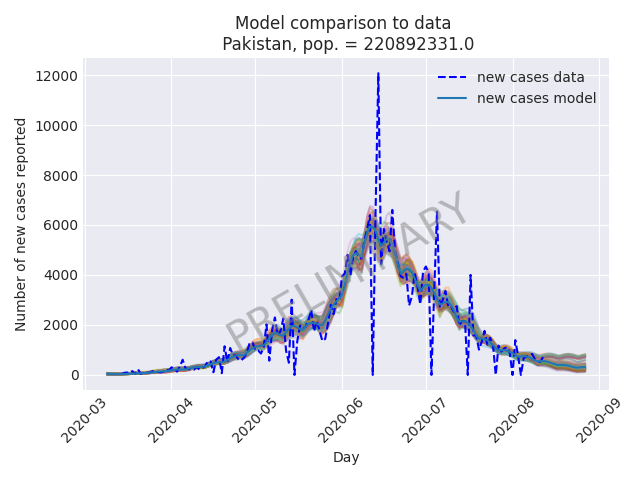 Model comparison to data
Pakistan, pop. = 220892331.0
new cases data
new cases model
12000
10000
8000
6000
4000
2000
0
Number of new cases reported
PRELIMINARY
2020-03
2020-04
2020-05
2020-06
2020-07
2020-08
2020-09
Day